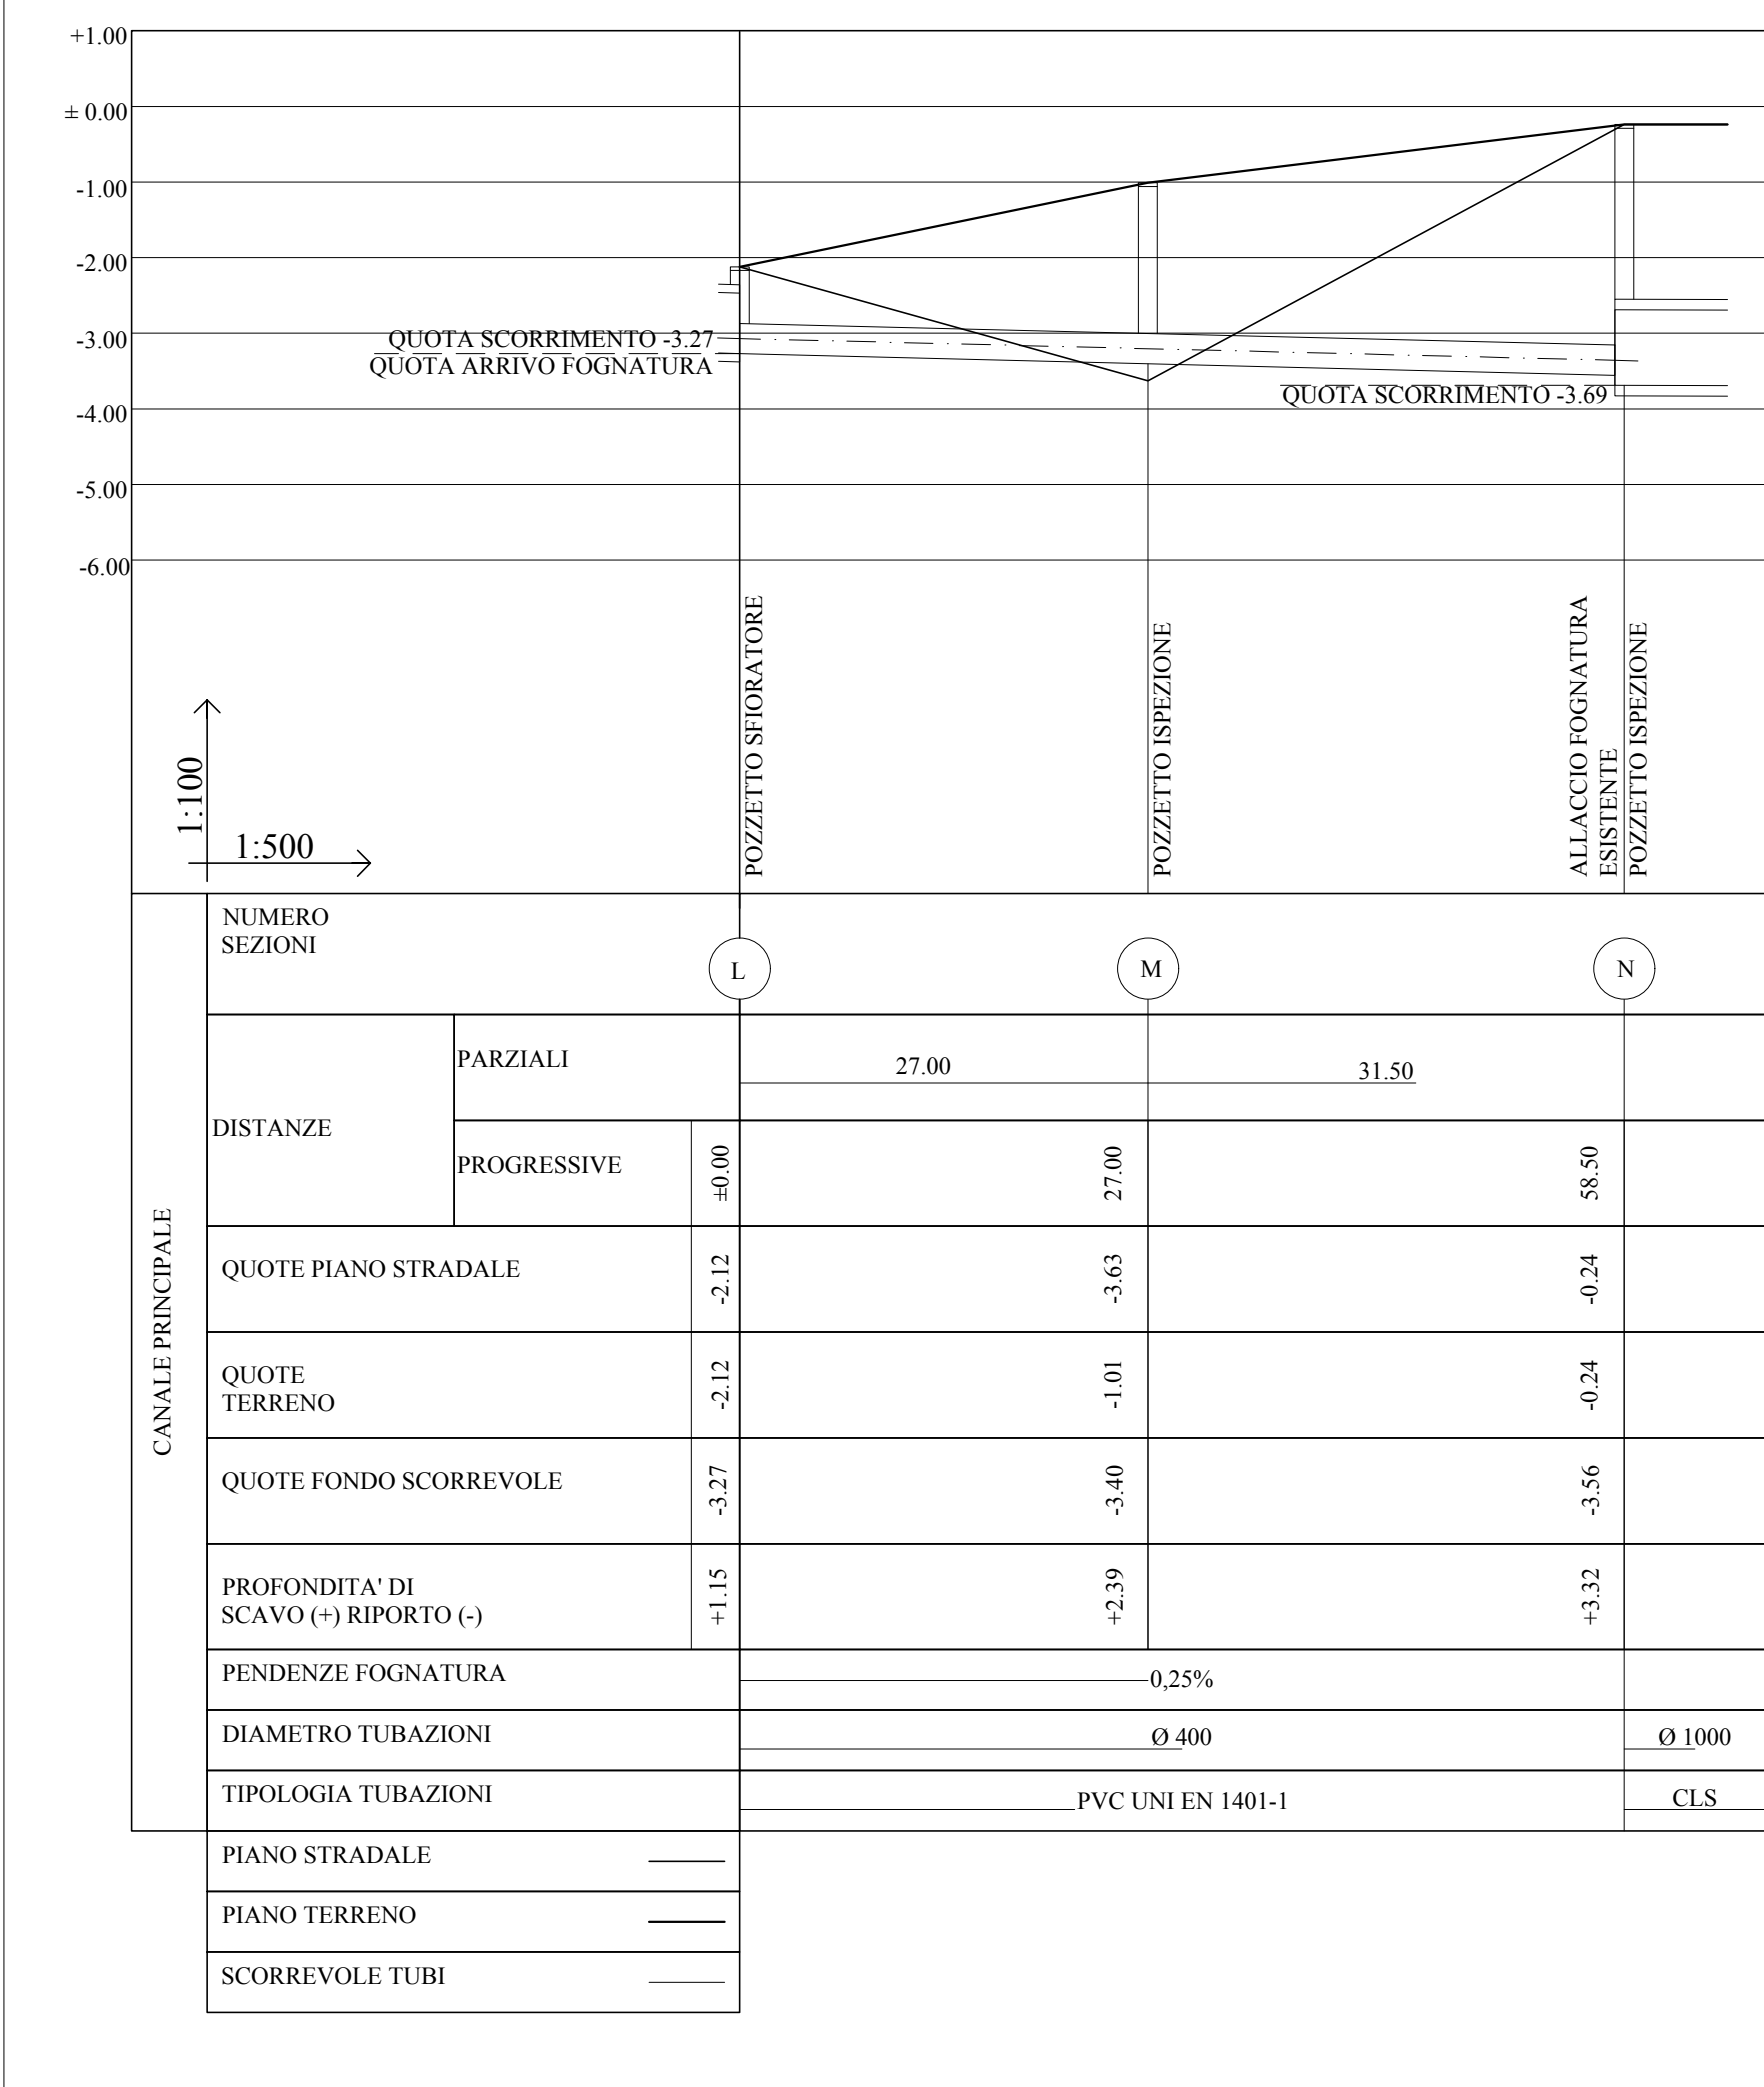 +1.00
± 0.00
-1.00
-2.00
-3.00
-4.00
-5.00
-6.00
QUOTA SCORRIMENTO -3.27
QUOTA ARRIVO FOGNATURA
QUOTA SCORRIMENTO -3.69
POZZETTO SFIORATORE
POZZETTO ISPEZIONE
ALLACCIO FOGNATURA
ESISTENTE
POZZETTO ISPEZIONE
1:100
1:500
CANALE PRINCIPALE
NUMERO
SEZIONI
L
M
N
DISTANZE
PARZIALI
27.00
31.50
PROGRESSIVE
±0.00
27.00
58.50
QUOTE PIANO STRADALE
-2.12
-3.63
-0.24
QUOTE
TERRENO
-2.12
-1.01
-0.24
QUOTE FONDO SCORREVOLE
-3.27
-3.40
-3.56
PROFONDITA' DI
SCAVO (+) RIPORTO (-)
+1.15
+2.39
+3.32
PENDENZE FOGNATURA
0,25%
DIAMETRO TUBAZIONI
Ø 400
Ø 1000
TIPOLOGIA TUBAZIONI
PVC UNI EN 1401-1
CLS
PIANO STRADALE
PIANO TERRENO
SCORREVOLE TUBI